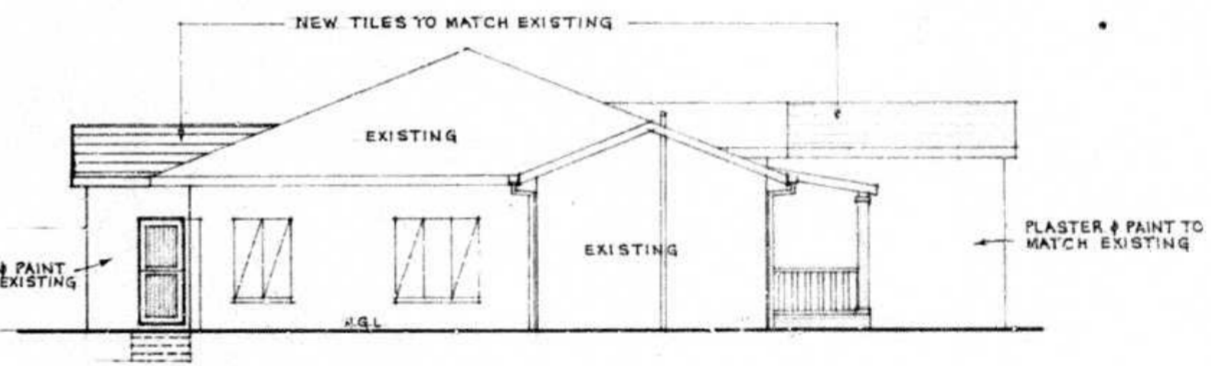 NEW TILES TO MATCH EXISTING
EXISTING
EXISTING
PLASTER & PAINT TO
MATCH EXISTING
& PAINT
EXISTING
N.G.L